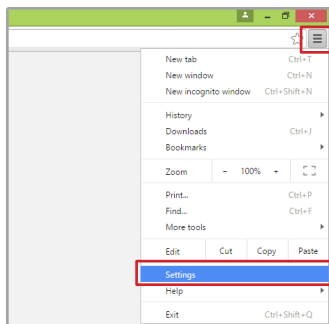 New tab Ctrl+T
New window Ctrl+N
New incognito window Ctrl+Shift+N
History
Downloads Ctrl+J
Bookmarks
Zoom - 100% +
Print... Ctrl+P
Find... Ctrl+F
More tools
Edit Cut Copy Paste
Settings
Help
Exit Ctrl+Shift+Q